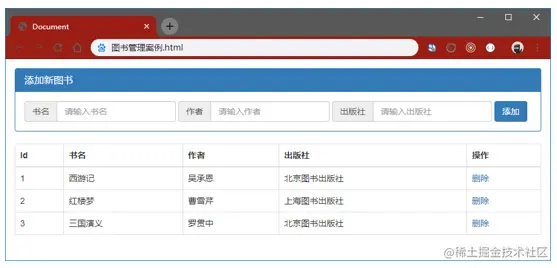 Document
图书管理案例.html
添加新图书
书名 请输入书名 作者 请输入作者 出版社 请输入出版社 添加
Id 书名 作者 出版社 操作
1 西游记 吴承恩 北京图书出版社 删除
2 红楼梦 曹雪芹 上海图书出版社 删除
3 三国演义 罗贯中 北京图书出版社 删除
@稀土掘金技术社区